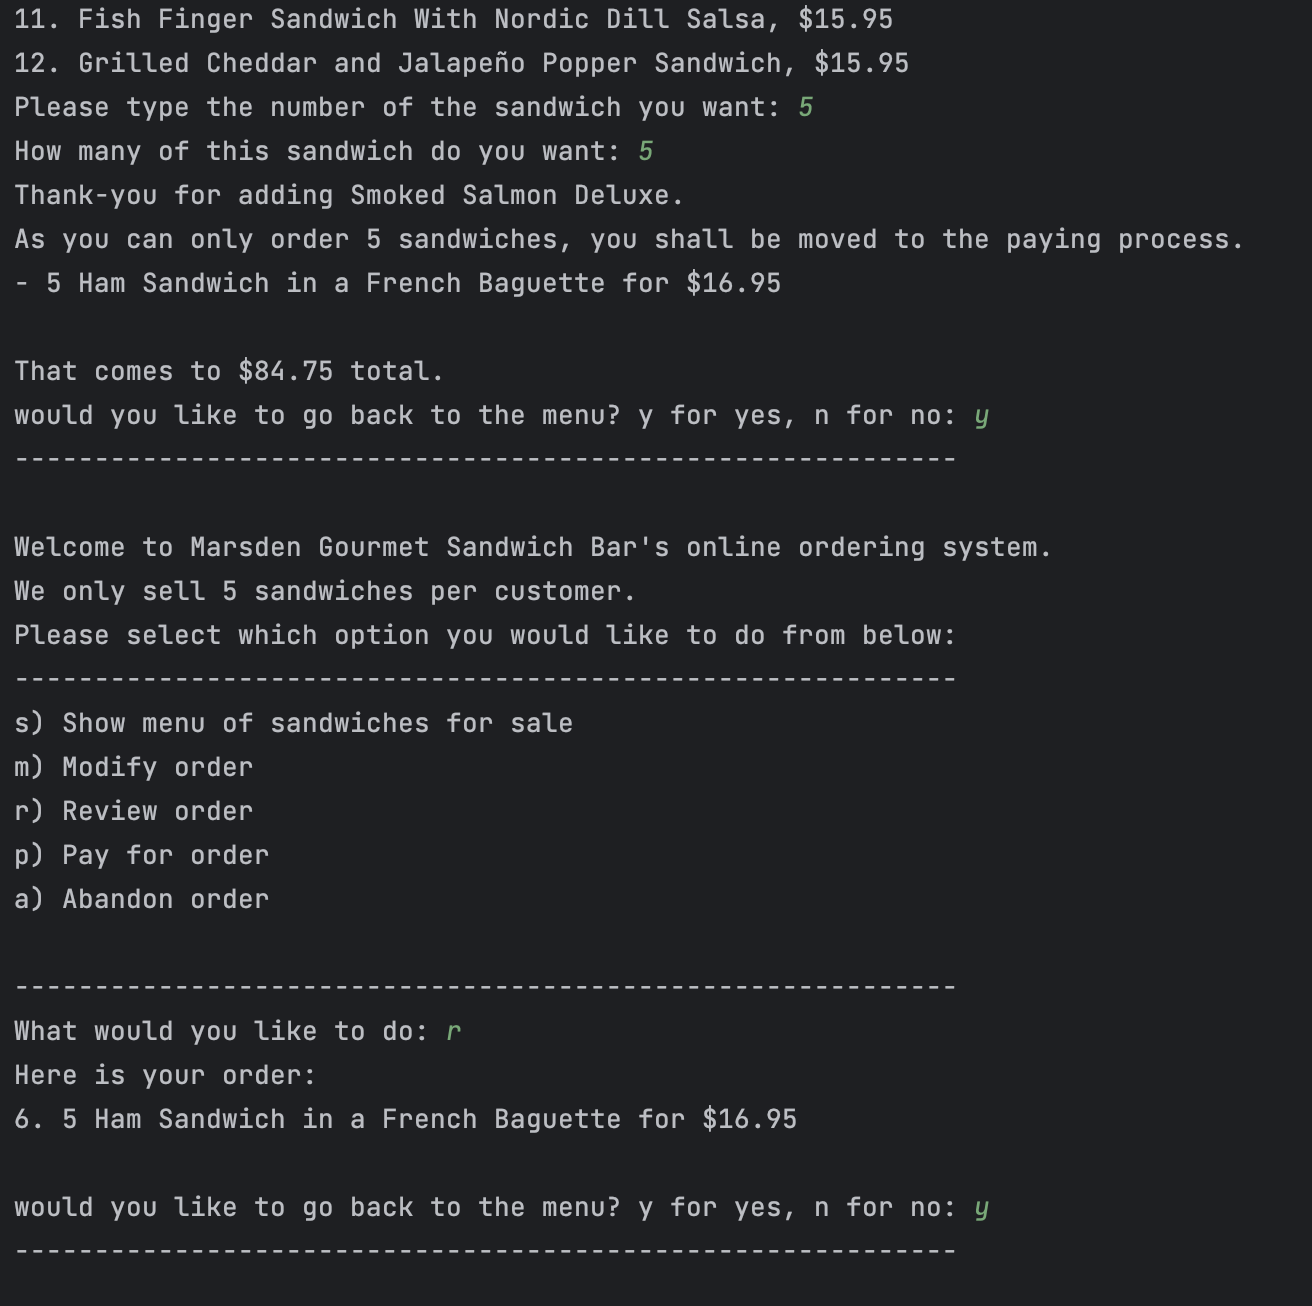 11. Fish Finger Sandwich With Nordic Dill Salsa, $15.95
12. Grilled Cheddar and Jalapeño Popper Sandwich, $15.95
Please type the number of the sandwich you want: 5
How many of this sandwich do you want: 5
Thank-you for adding Smoked Salmon Deluxe.
As you can only order 5 sandwiches, you shall be moved to the paying process.
- 5 Ham Sandwich in a French Baguette for $16.95
That comes to $84.75 total.
would you like to go back to the menu? y for yes, n for no: y
-----------------------------------------------------------
Welcome to Marsden Gourmet Sandwich Bar's online ordering system.
We only sell 5 sandwiches per customer.
Please select which option you would like to do from below:
-----------------------------------------------------------
s) Show menu of sandwiches for sale
m) Modify order
r) Review order
p) Pay for order
a) Abandon order
-----------------------------------------------------------
What would you like to do: r
Here is your order:
6. 5 Ham Sandwich in a French Baguette for $16.95
would you like to go back to the menu? y for yes, n for no: y
-----------------------------------------------------------